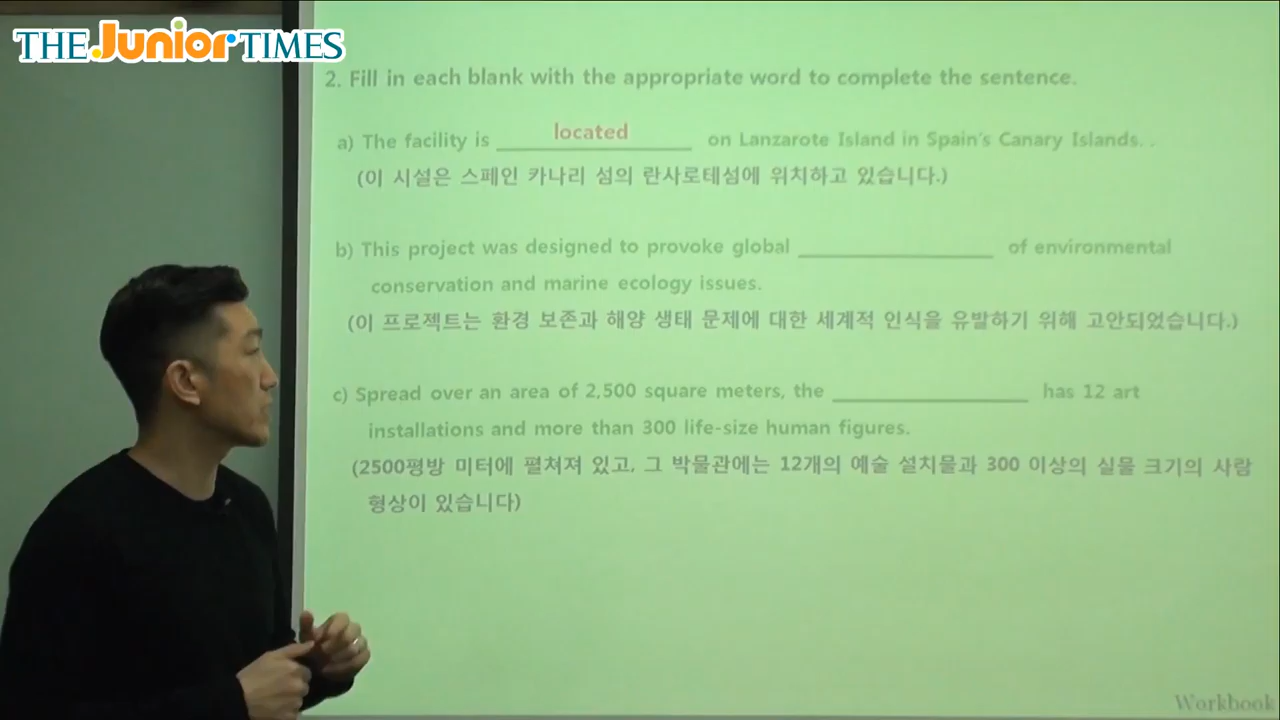 THE Junior TIMES
2. Fill in each blank with the appropriate word to complete the sentence.
a) The facility is located on Lanzarote Island in Spain's Canary Islands. .
(이 시설은 스페인 카나리 섬의 란사로테섬에 위치하고 있습니다.)
b) This project was designed to provoke global ____________ of environmental
conservation and marine ecology issues.
(이 프로젝트는 환경 보존과 해양 생태 문제에 대한 세계적 인식을 유발하기 위해 고안되었습니다.)
c) Spread over an area of 2,500 square meters, the ____________ has 12 art
installations and more than 300 life-size human figures.
(2500평방 미터에 펼쳐져 있고, 그 박물관에는 12개의 예술 설치물과 300 이상의 실물 크기의 사람
형상이 있습니다)
Workbook